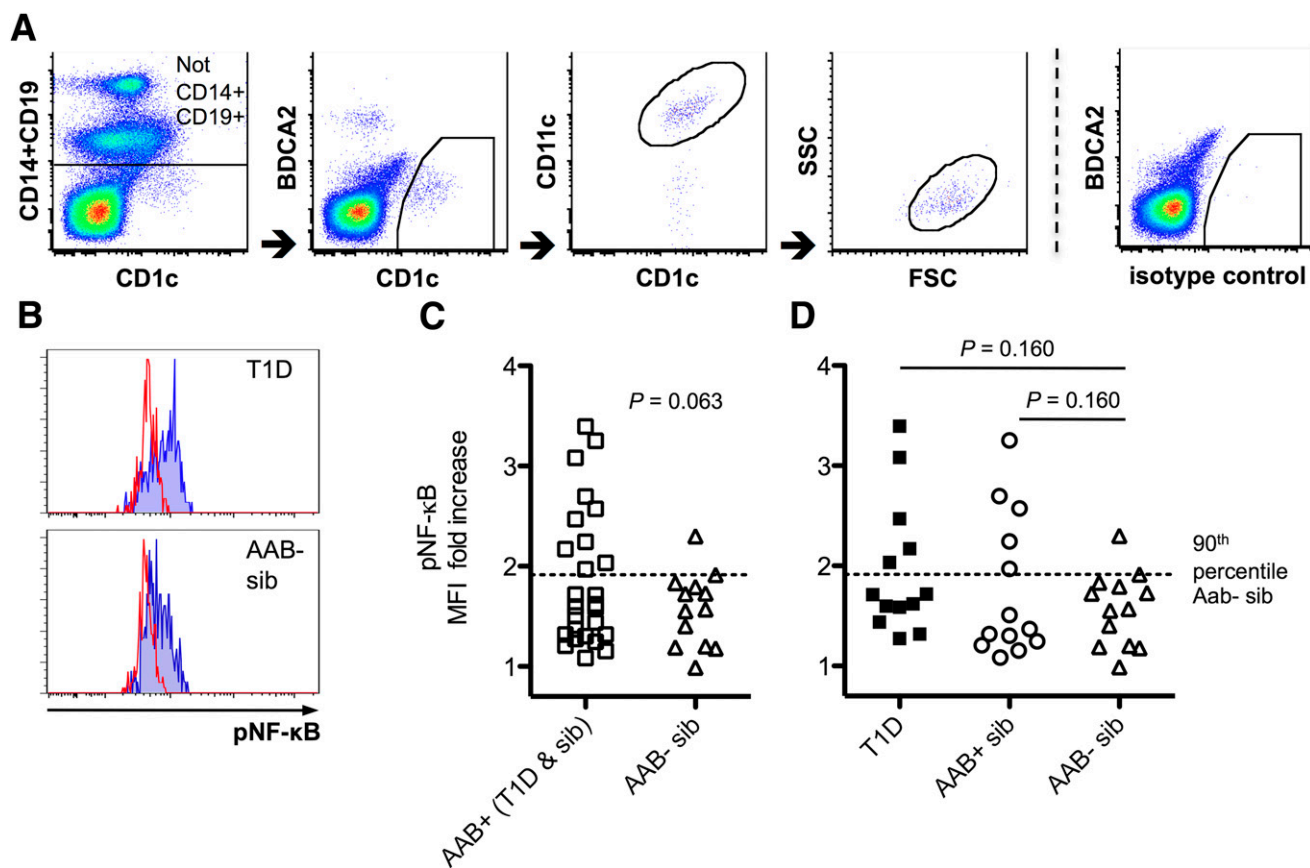 A
CD14+CD19
Not
CD14+
CD19+
CD1c
BDCA2
CD1c
CD11c
CD1c
SSC
FSC
BDCA2
isotype control
B
T1D
AAB-
sib
pNF-κB
C
pNF-κB
MFI fold increase
4
3
2
1
P = 0.063
AAB+ (T1D & sib)
AAB- sib
D
4
3
2
1
P = 0.160
P = 0.160
T1D
AAB+ sib
AAB- sib
90th
percentile
Aab- sib